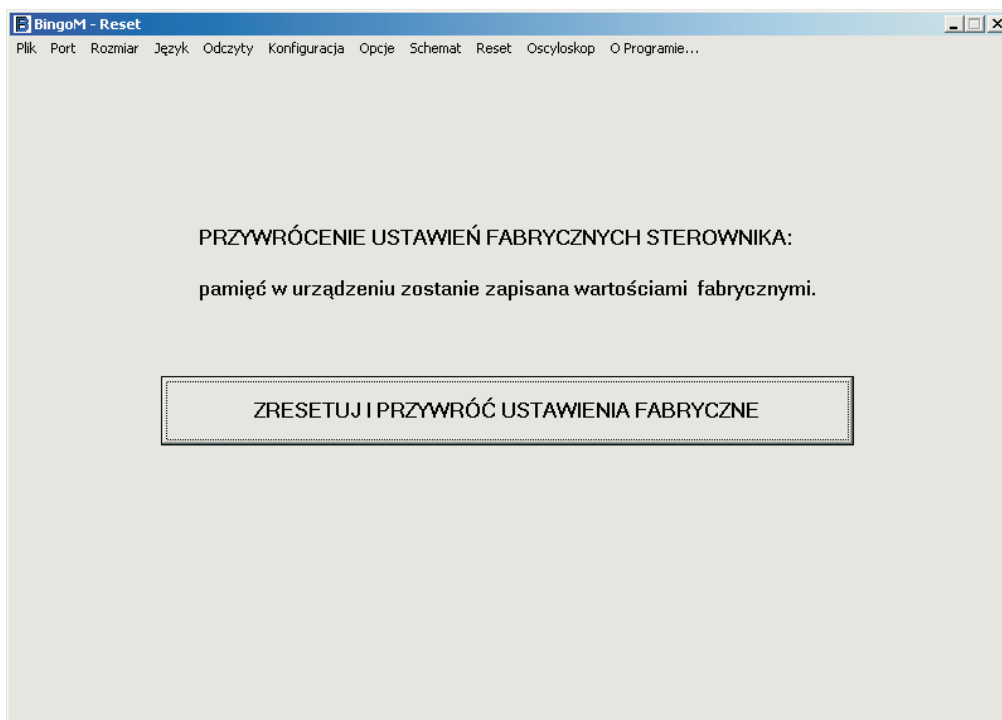 BingoM - Reset
Plik Port Rozmiar Język Odczyty Konfiguracja Opcje Schemat Reset Oscyloskop O Programie...
PRZYWRÓCENIE USTAWIEŃ FABRYCZNYCH STEROWNIKA:
pamięć w urządzeniu zostanie zapisana wartościami fabrycznymi.
ZRESETUJ I PRZYWRÓĆ USTAWIENIA FABRYCZNE